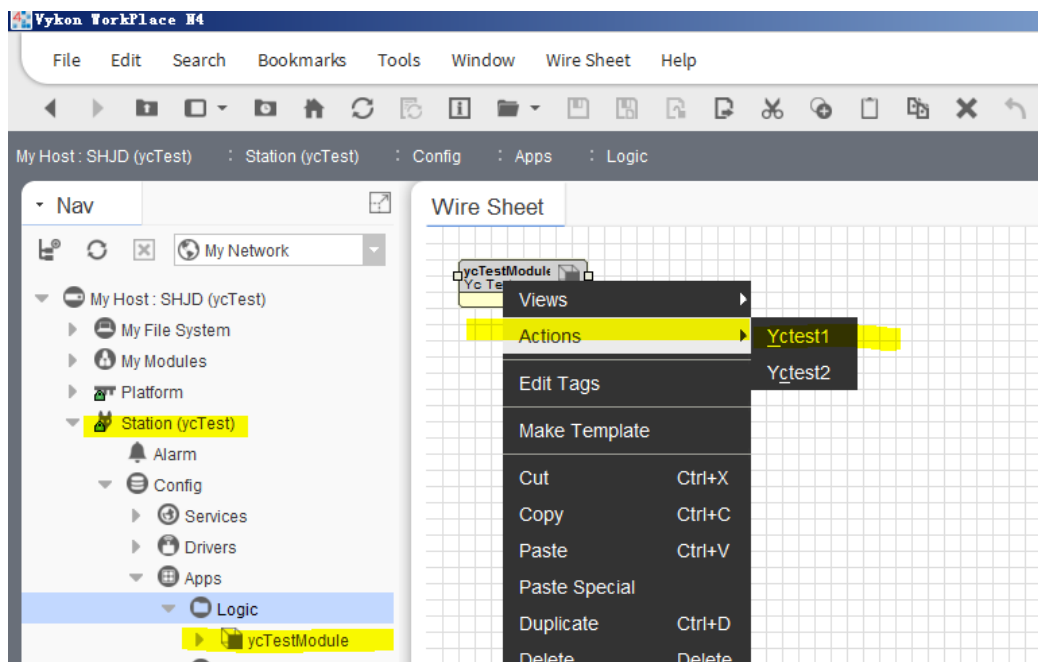 Vykon WorkPlace N4
File Edit Search Bookmarks Tools Window Wire Sheet Help
My Host : SHJD (ycTest) : Station (ycTest) : Config : Apps : Logic
Nav
Wire Sheet
My Network
ycTestModule
Yc Te
My Host : SHJD (ycTest)
My File System
My Modules
Platform
Station (ycTest)
Alarm
Config
Services
Drivers
Apps
Logic
ycTestModule
Views
Actions
Yctest1
Yctest2
Edit Tags
Make Template
Cut Ctrl+X
Copy Ctrl+C
Paste Ctrl+V
Paste Special
Duplicate Ctrl+D
Delete Delete